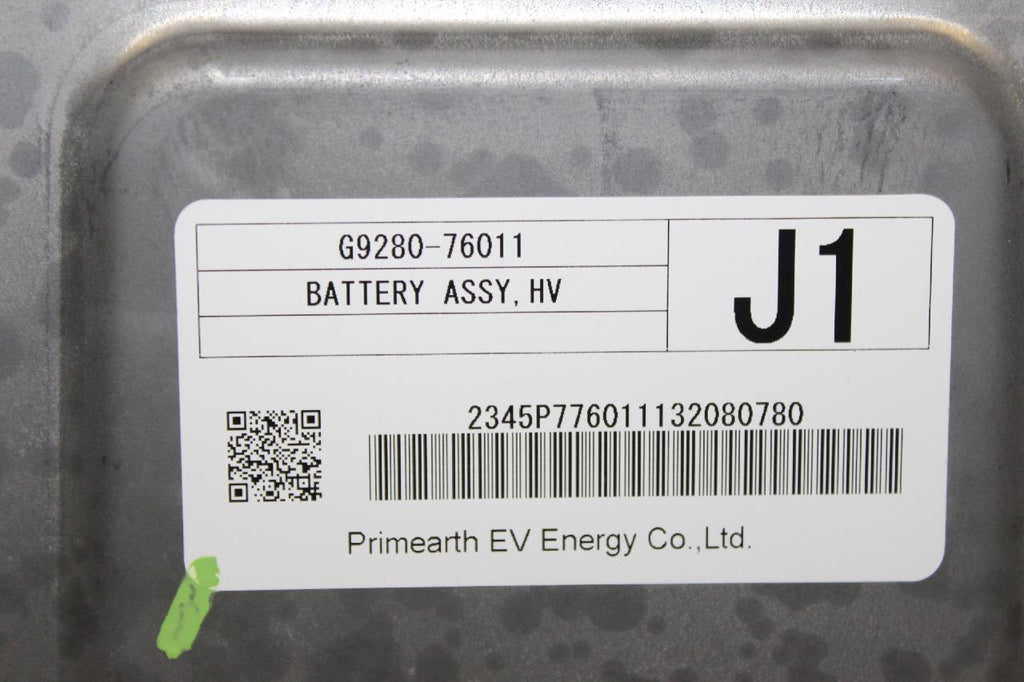 G9280-76011
BATTERY ASSY,HV
J1
2345P776011132080780
Primearth EV Energy Co.,Ltd.